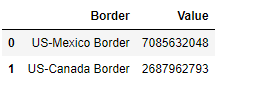 Border Value
0 US-Mexico Border 7085632048
1 US-Canada Border 2687962793